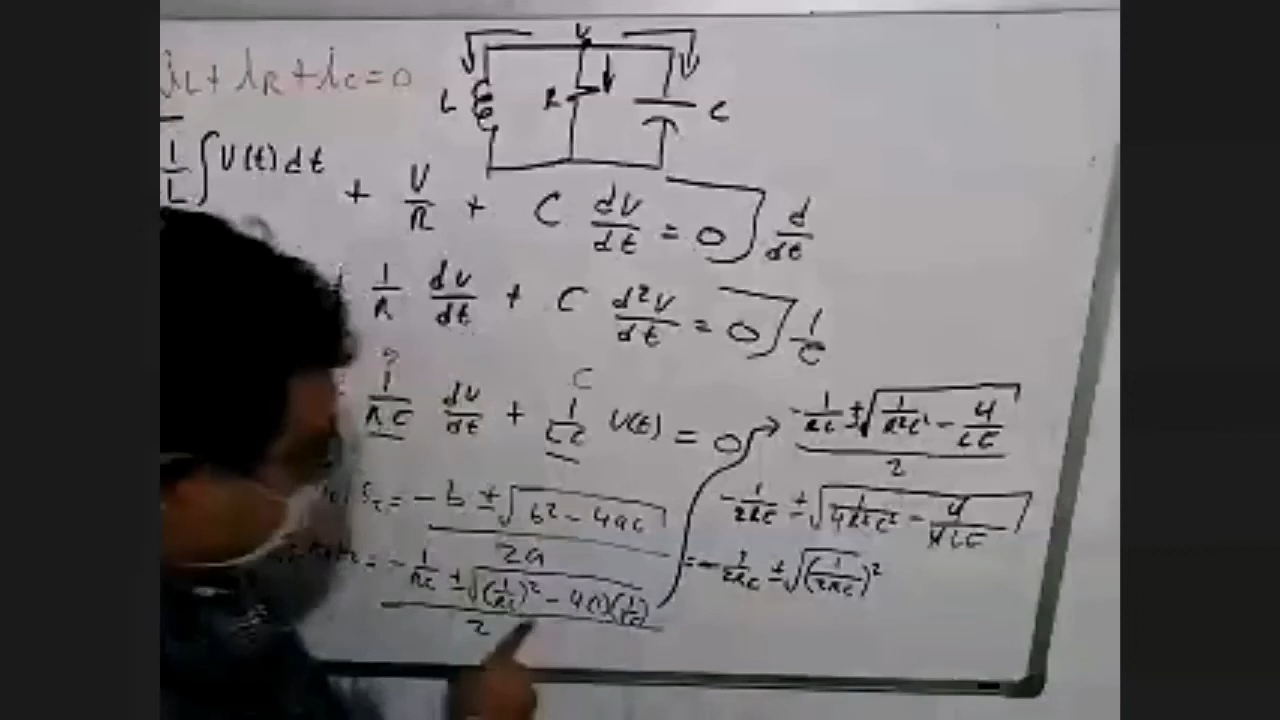 iL + iR + iC = 0
V
L R C
1/L ∫ V(t) dt + V/R + C dV/dt = 0 ] d/dt
+ 1/R dV/dt + C d²V/dt = 0 ] 1/C
1/RC dV/dt + 1/LC V(t) = 0
S2 = -b ± √(b² - 4ac) / 2a
= -1/RC ± √((1/RC)² - 4(1)(1/LC)) / 2
→ -1/RC ± √(1/R²C² - 4/LC) / 2
-1/2RC ± √(1/4R²C² - 4/4LC)
= -1/2RC ± √(1/2RC)²